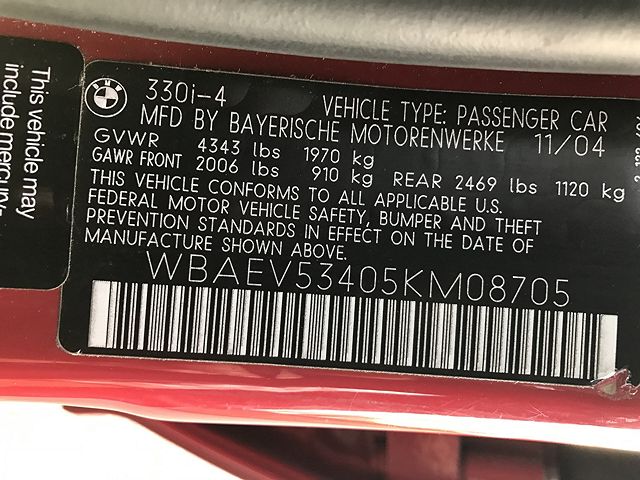 This vehicle may
include mercury
BMW
330i-4
VEHICLE TYPE: PASSENGER CAR
MFD BY BAYERISCHE MOTORENWERKE 11/04
GVWR 4343 lbs 1970 kg
GAWR FRONT 2006 lbs 910 kg REAR 2469 lbs 1120 kg
THIS VEHICLE CONFORMS TO ALL APPLICABLE U.S.
FEDERAL MOTOR VEHICLE SAFETY, BUMPER AND THEFT
PREVENTION STANDARDS IN EFFECT ON THE DATE OF
MANUFACTURE SHOWN ABOVE.
WBAEV53405KM08705